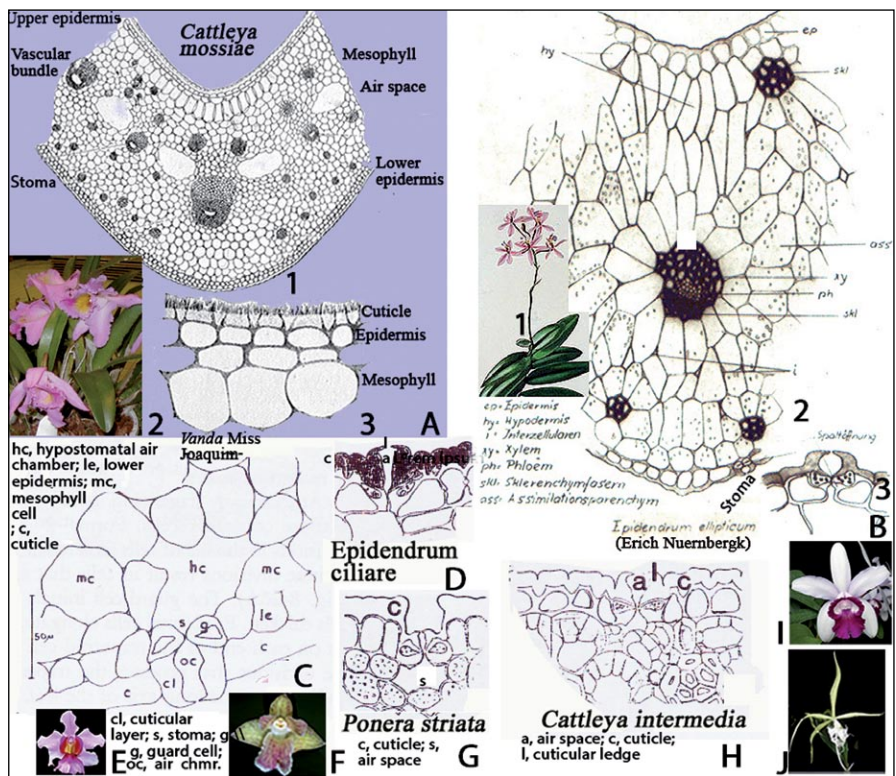 Upper epidermis
Cattleya
mossiae
Vascular
bundle
Mesophyll
Air space
Stoma
Lower
epidermis
1
Cuticle
Epidermis
Mesophyll
2
3
A
ep
hy
skl
ass
xy
ph
skl
i
1
2
ep = Epidermis
hy = Hypodermis
i = Interzellularen
xy = Xylem
ph = Phloem
skl = Sklerenchymfasern
ass = Assimilationsparenchym
Spaltöffnung
Stoma
3
B
Epidendrum ellipticum
(Erich Nuernbergk)
Vanda Miss
Joaquim-
hc, hypostomatal air
chamber; le, lower
epidermis; mc,
mesophyll
cell
; c,
cuticle
mc
hc
mc
50µ
s
g
le
c
oc
c
cl
C
l
c
a
Epidendrum
ciliare
D
E
cl, cuticular
layer; s, stoma; g
g, guard cell;
oc, air chmr.
F
c
s
Ponera striata
c, cuticle; s,
air space
G
a
l
c
Cattleya intermedia
a, air space; c, cuticle;
l, cuticular ledge
H
I
J